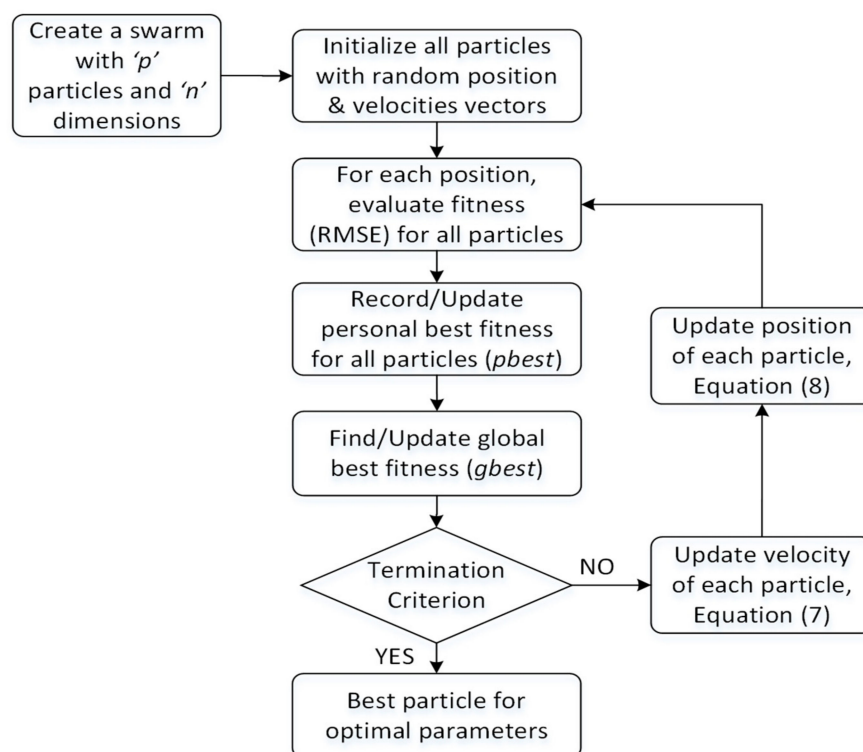 Create a swarm
with ‘p’
particles and ‘n’
dimensions
Initialize all particles
with random position
& velocities vectors
For each position,
evaluate fitness
(RMSE) for all particles
Record/Update
personal best fitness
for all particles (pbest)
Find/Update global
best fitness (gbest)
Termination
Criterion
NO
Update velocity
of each particle,
Equation (7)
Update position
of each particle,
Equation (8)
YES
Best particle for
optimal parameters